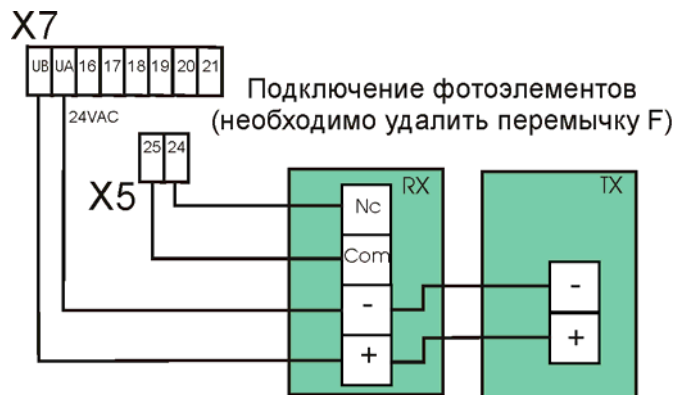 X7
UB UA 16 17 18 19 20 21
Подключение фотоэлементов
(необходимо удалить перемычку F)
24VAC
25 24
X5
RX
TX
Nc
Com
-
+
-
+